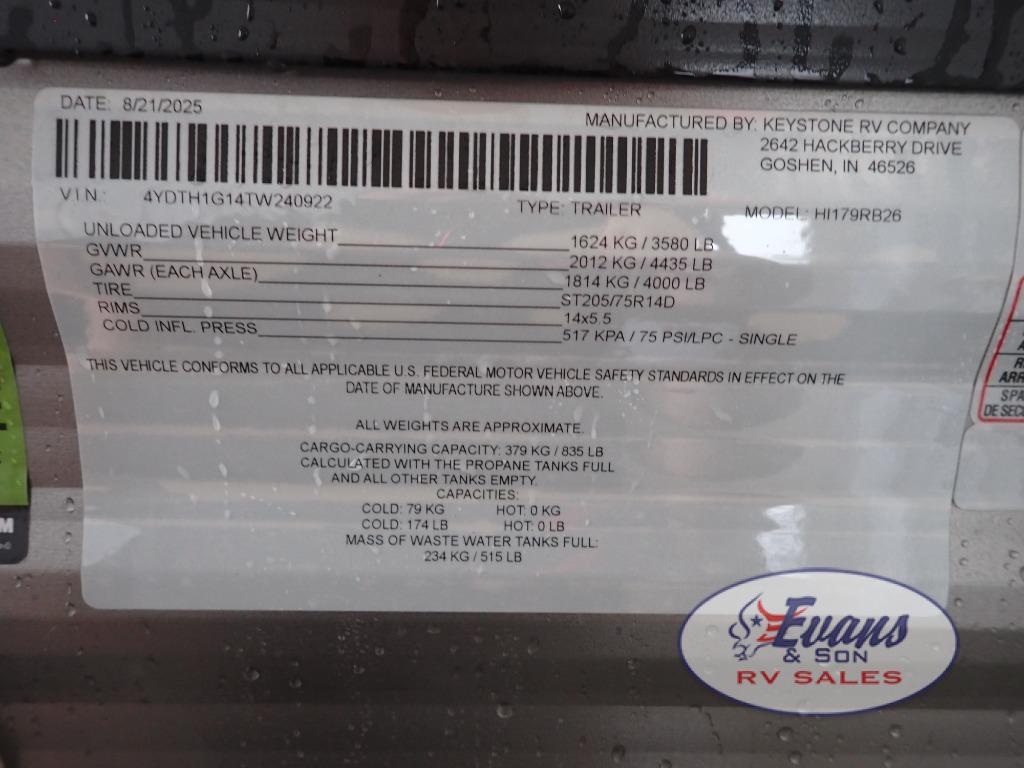 DATE: 8/21/2025
MANUFACTURED BY: KEYSTONE RV COMPANY
2642 HACKBERRY DRIVE
GOSHEN, IN 46526
VIN: 4YDTH1G14TW240922 TYPE: TRAILER MODEL: HI179RB26
UNLOADED VEHICLE WEIGHT 1624 KG / 3580 LB
GVWR 2012 KG / 4435 LB
GAWR (EACH AXLE) 1814 KG / 4000 LB
TIRE ST205/75R14D
RIMS 14x5.5
COLD INFL. PRESS 517 KPA / 75 PSI/LPC - SINGLE
THIS VEHICLE CONFORMS TO ALL APPLICABLE U.S. FEDERAL MOTOR VEHICLE SAFETY STANDARDS IN EFFECT ON THE
DATE OF MANUFACTURE SHOWN ABOVE.
ALL WEIGHTS ARE APPROXIMATE.
CARGO-CARRYING CAPACITY: 379 KG / 835 LB
CALCULATED WITH THE PROPANE TANKS FULL
AND ALL OTHER TANKS EMPTY.
CAPACITIES:
COLD: 79 KG HOT: 0 KG
COLD: 174 LB HOT: 0 LB
MASS OF WASTE WATER TANKS FULL:
234 KG / 515 LB
SPA
DE SECU
Evans
& SON
RV SALES